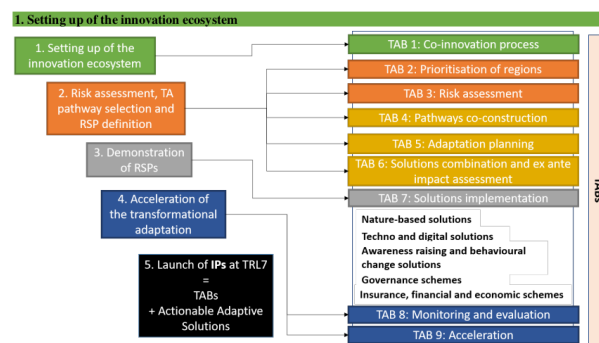 1. Setting up of the innovation ecosystem
1. Setting up of the
innovation ecosystem
2. Risk assessment, TA
pathway selection and
RSP definition
3. Demonstration
of RSPs
4. Acceleration of
the transformational
adaptation
5. Launch of IPs at TRL7
=
TABs
+ Actionable Adaptive
Solutions
TAB 1: Co-innovation process
TAB 2: Prioritisation of regions
TAB 3: Risk assessment
TAB 4: Pathways co-construction
TAB 5: Adaptation planning
TAB 6: Solutions combination and ex ante
impact assessment
TAB 7: Solutions implementation
Nature-based solutions
Techno and digital solutions
Awareness raising and behavioural
change solutions
Governance schemes
Insurance, financial and economic schemes
TAB 8: Monitoring and evaluation
TAB 9: Acceleration
TABs